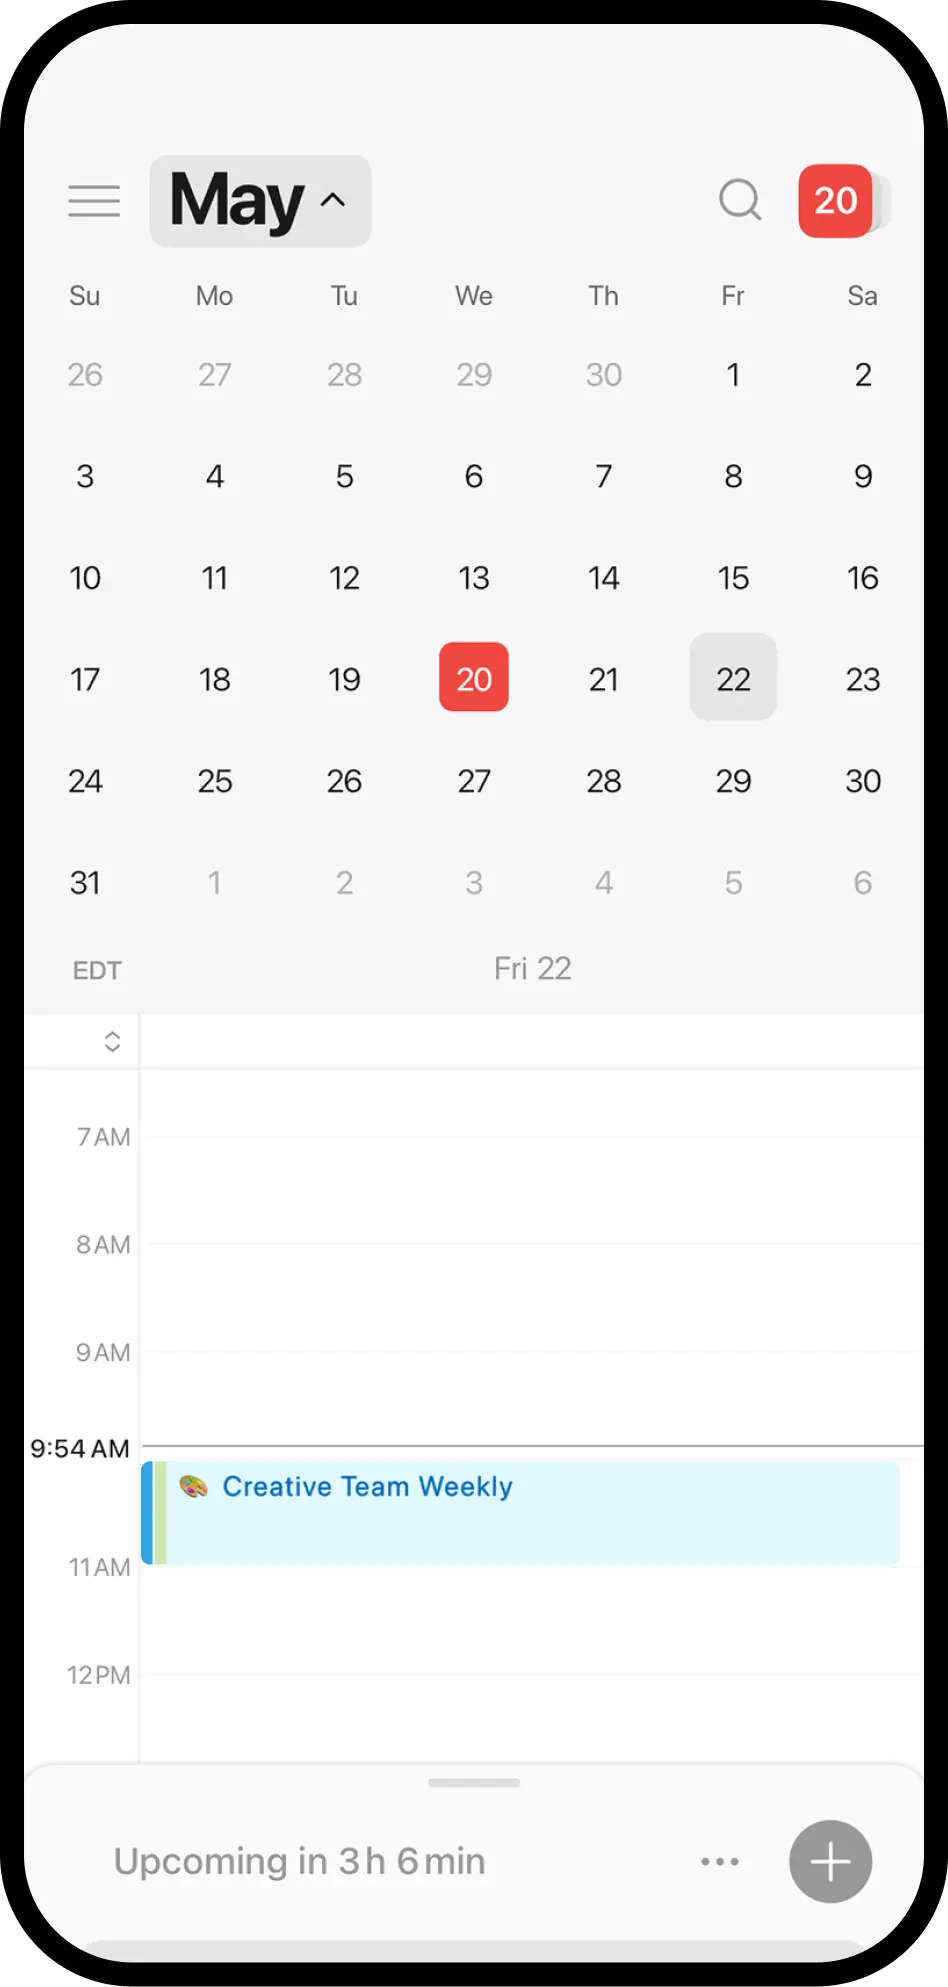 May 20
Su Mo Tu We Th Fr Sa
26 27 28 29 30 1 2
3 4 5 6 7 8 9
10 11 12 13 14 15 16
17 18 19 20 21 22 23
24 25 26 27 28 29 30
31 1 2 3 4 5 6
EDT Fri 22
7 AM
8 AM
9 AM
9:54 AM
Creative Team Weekly
11 AM
12 PM
Upcoming in 3 h 6 min